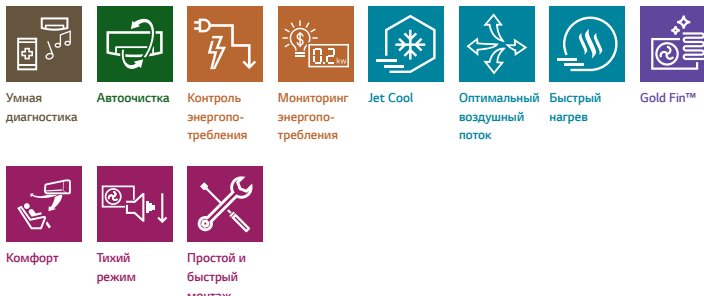 $
0.2 kw
Умная
диагностика
Автоочистка
Контроль
энергопо-
требления
Мониторинг
энергопо-
требления
Jet Cool
Оптимальный
воздушный
поток
Быстрый
нагрев
Gold Fin™
Комфорт
Тихий
режим
Простой и
быстрый
монтаж